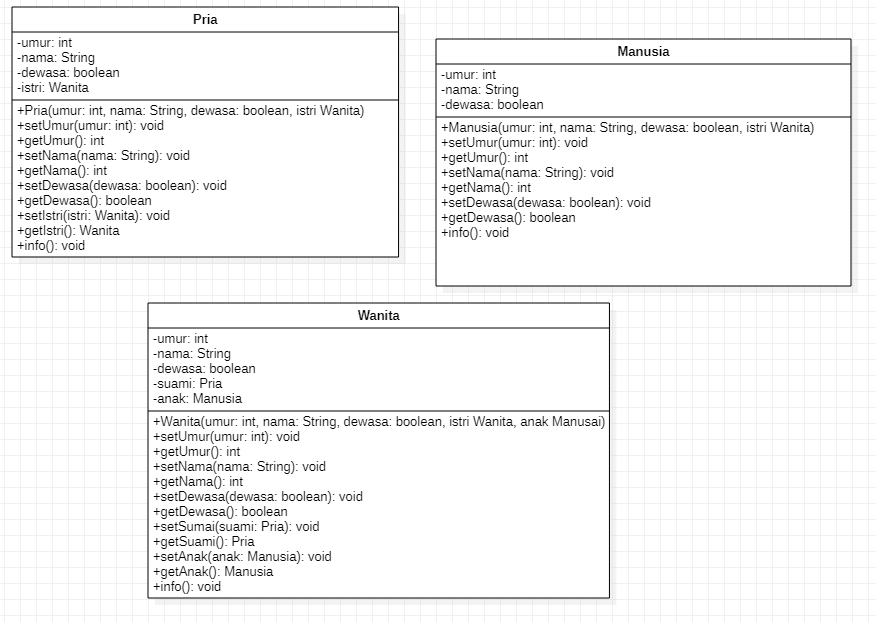 Pria
-umur: int
-nama: String
-dewasa: boolean
-istri: Wanita
+Pria(umur: int, nama: String, dewasa: boolean, istri Wanita)
+setUmur(umur: int): void
+getUmur(): int
+setNama(nama: String): void
+getNama(): int
+setDewasa(dewasa: boolean): void
+getDewasa(): boolean
+setIstri(istri: Wanita): void
+getIstri(): Wanita
+info(): void
Manusia
-umur: int
-nama: String
-dewasa: boolean
+Manusia(umur: int, nama: String, dewasa: boolean, istri Wanita)
+setUmur(umur: int): void
+getUmur(): int
+setNama(nama: String): void
+getNama(): int
+setDewasa(dewasa: boolean): void
+getDewasa(): boolean
+info(): void
Wanita
-umur: int
-nama: String
-dewasa: boolean
-suami: Pria
-anak: Manusia
+Wanita(umur: int, nama: String, dewasa: boolean, istri Wanita, anak Manusai)
+setUmur(umur: int): void
+getUmur(): int
+setNama(nama: String): void
+getNama(): int
+setDewasa(dewasa: boolean): void
+getDewasa(): boolean
+setSumai(suami: Pria): void
+getSuami(): Pria
+setAnak(anak: Manusia): void
+getAnak(): Manusia
+info(): void